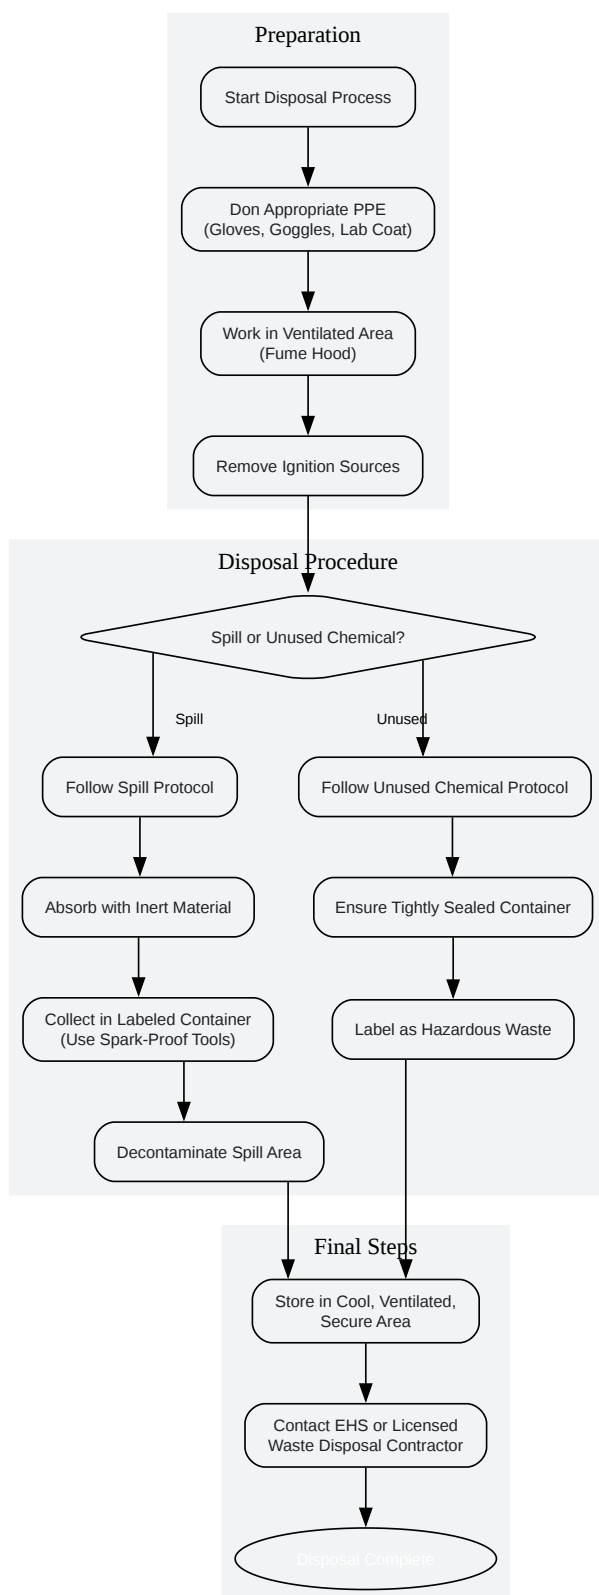 Preparation
Start Disposal Process
Don Appropriate PPE
(Gloves, Goggles, Lab Coat)
Work in Ventilated Area
(Fume Hood)
Remove Ignition Sources
Disposal Procedure
Spill or Unused Chemical?
Spill
Unused
Follow Spill Protocol
Follow Unused Chemical Protocol
Absorb with Inert Material
Ensure Tightly Sealed Container
Collect in Labeled Container
(Use Spark-Proof Tools)
Label as Hazardous Waste
Decontaminate Spill Area
Final Steps
Store in Cool, Ventilated,
Secure Area
Contact EHS or Licensed
Waste Disposal Contractor
Disposal Complete